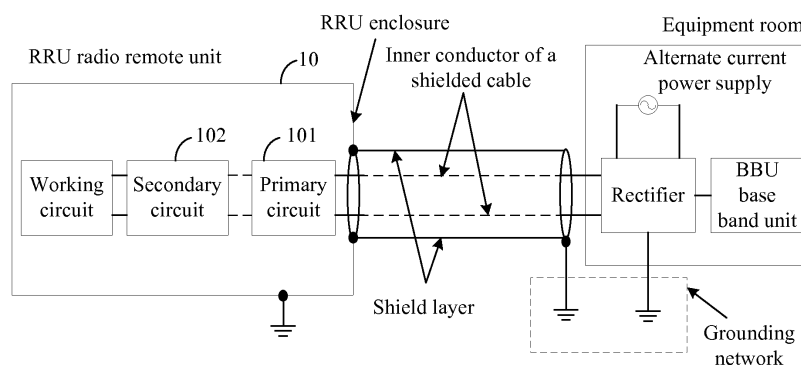 RRU enclosure
Equipment room
RRU radio remote unit
10
Inner conductor of a
shielded cable
Alternate current
power supply
102
101
Working
circuit
Secondary
circuit
Primary
circuit
Rectifier
BBU
base
band unit
Shield layer
Grounding
network